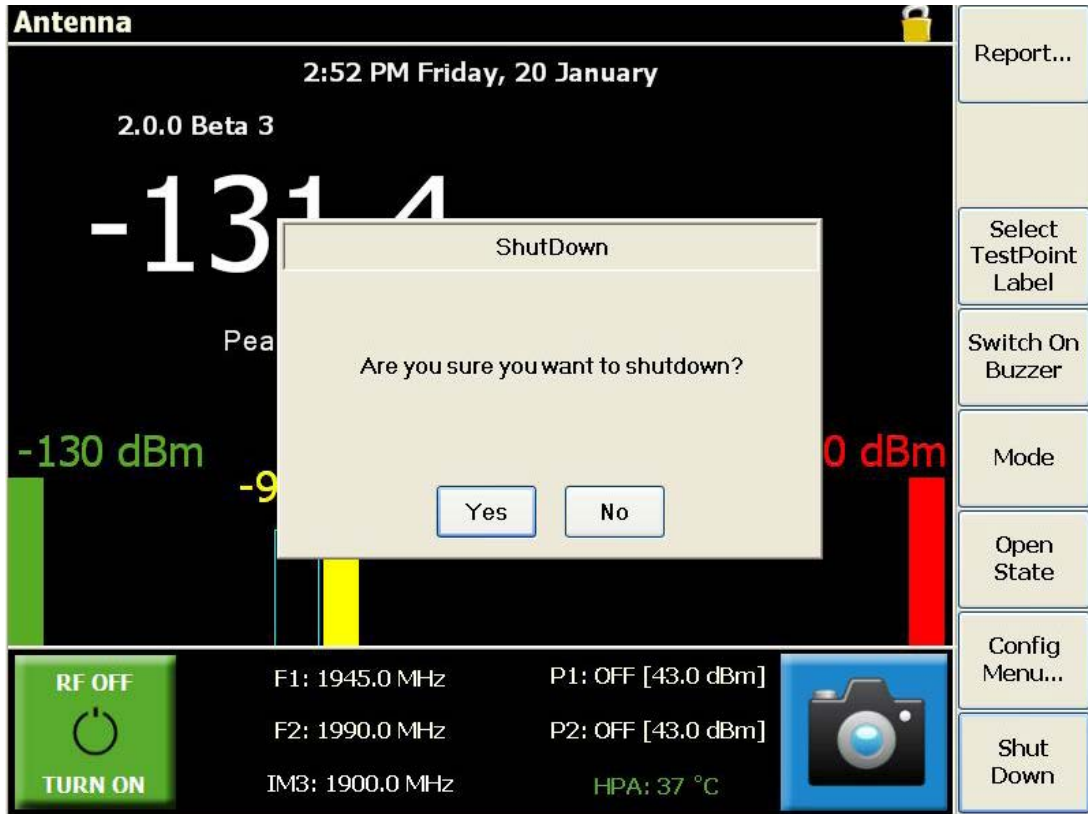 Antenna
2:52 PM Friday, 20 January
2.0.0 Beta 3
ShutDown
Are you sure you want to shutdown?
Yes
No
-130 dBm
0 dBm
RF OFF
TURN ON
F1: 1945.0 MHz
F2: 1990.0 MHz
IM3: 1900.0 MHz
P1: OFF [43.0 dBm]
P2: OFF [43.0 dBm]
HPA: 37 °C
Report...
Select
TestPoint
Label
Switch On
Buzzer
Mode
Open
State
Config
Menu...
Shut
Down